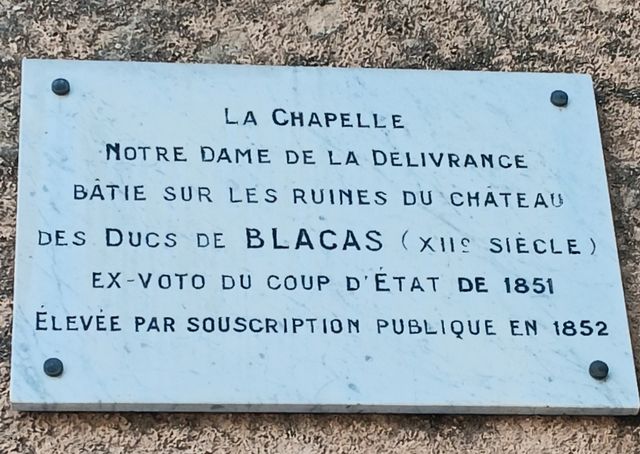 LA CHAPELLE
NOTRE DAME DE LA DÉLIVRANCE
BÂTIE SUR LES RUINES DU CHÂTEAU
DES DUCS DE BLACAS (XIIe SIÈCLE)
EX-VOTO DU COUP D'ÉTAT DE 1851
ÉLEVÉE PAR SOUSCRIPTION PUBLIQUE EN 1852